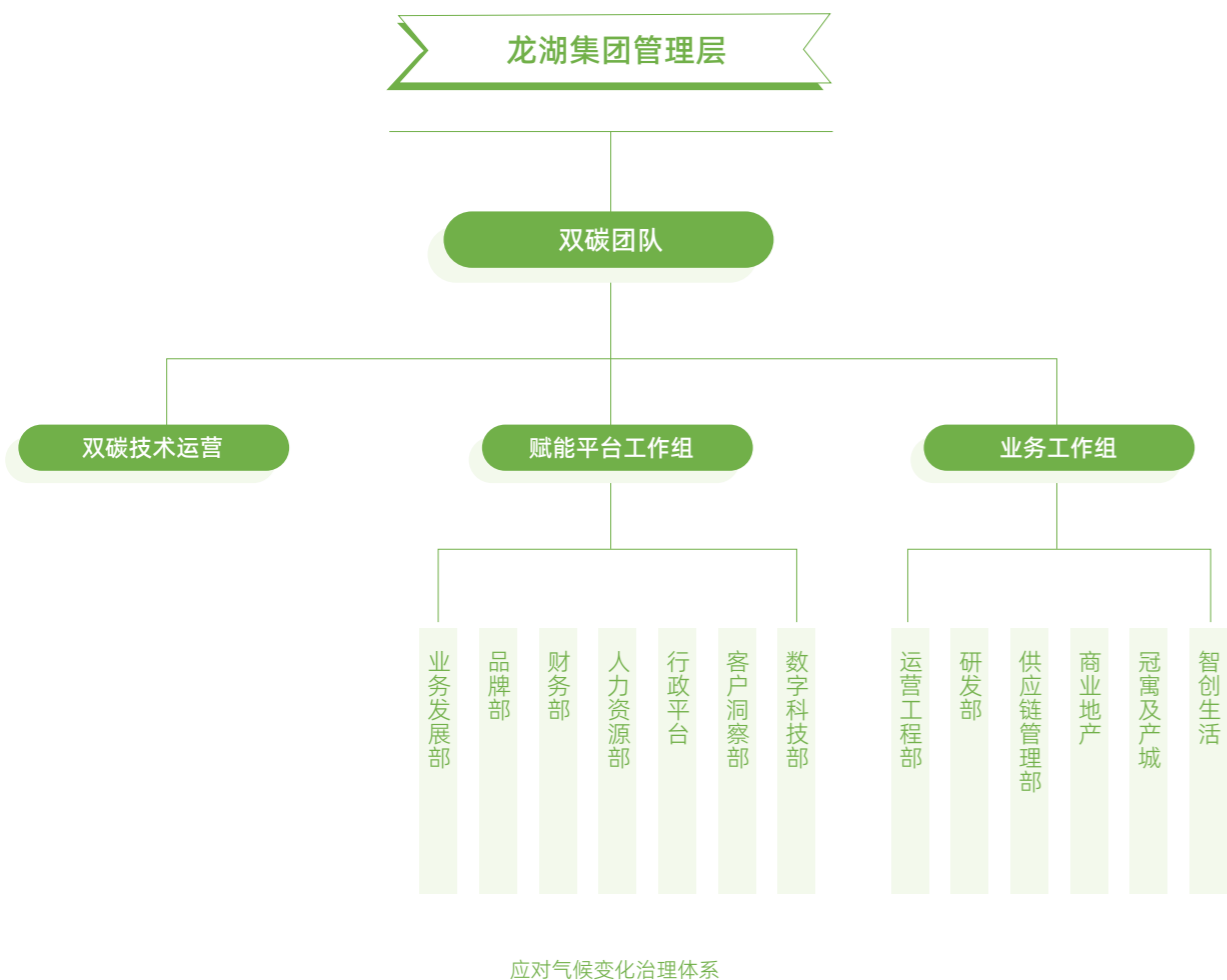 龙湖集团管理层
双碳团队
双碳技术运营
赋能平台工作组
业务工作组
业务发展部
品牌部
财务部
人力资源部
行政平台
客户洞察部
数字科技部
运营工程部
研发部
供应链管理部
商业地产
冠寓及产城
智创生活
应对气候变化治理体系